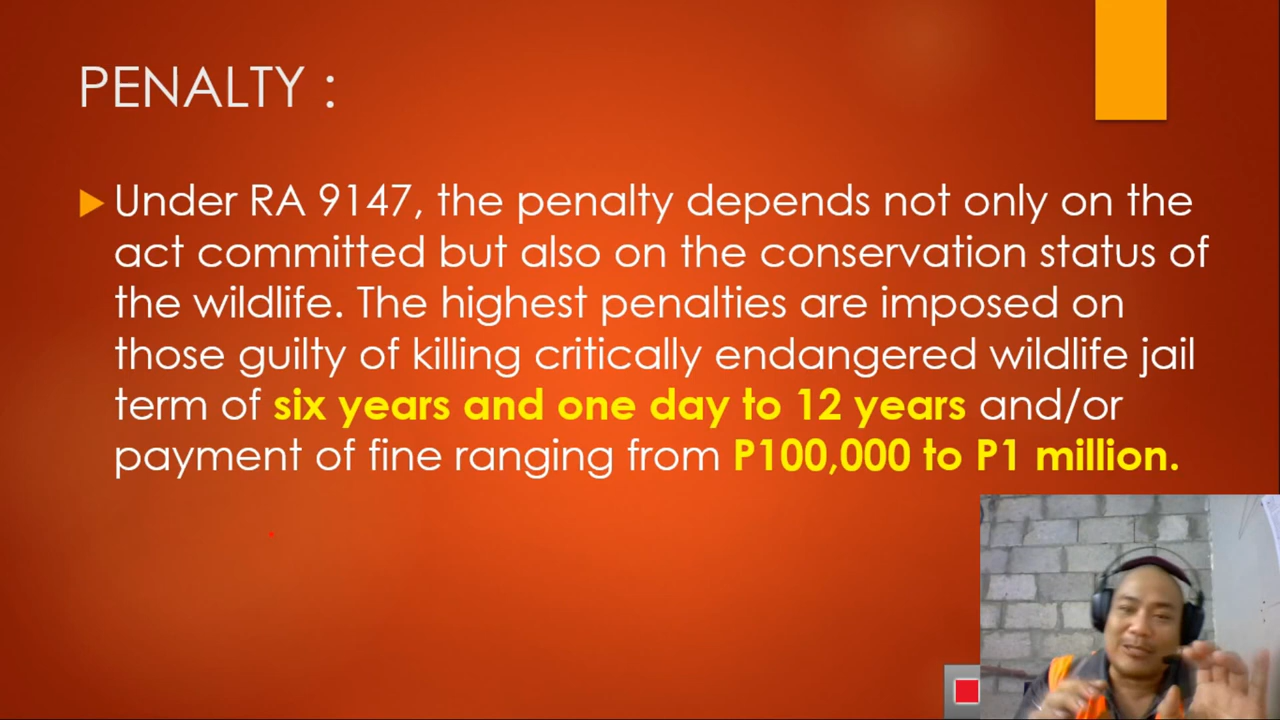 PENALTY :
Under RA 9147, the penalty depends not only on the
act committed but also on the conservation status of
the wildlife. The highest penalties are imposed on
those guilty of killing critically endangered wildlife jail
term of six years and one day to 12 years and/or
payment of fine ranging from P100,000 to P1 million.